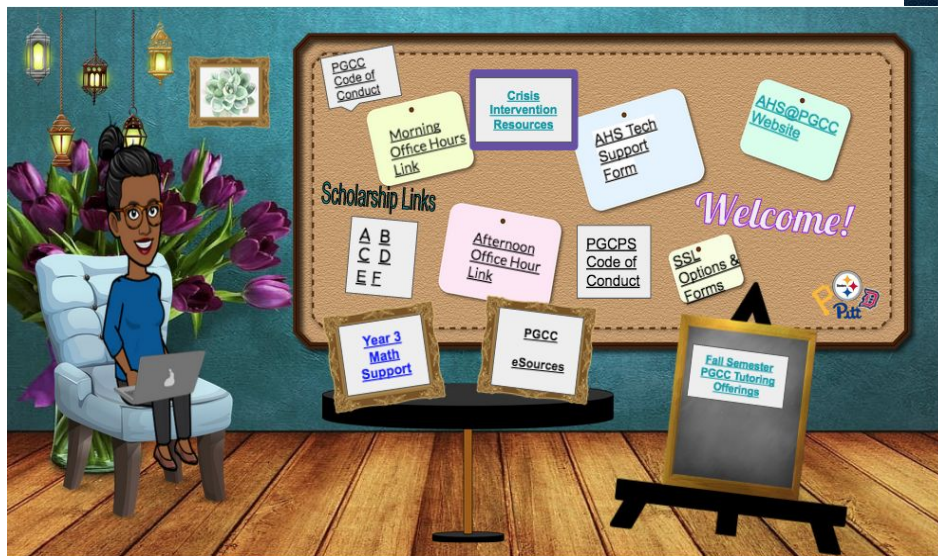 PGCC
Code of
Conduct
Morning
Office Hours
Link
Crisis
Intervention
Resources
AHS Tech
Support
Form
AHS@PGCC
Website
Scholarship Links
A B
C D
E F
Afternoon
Office Hour
Link
PGCPS
Code of
Conduct
SSL
Options &
Forms
Welcome!
P
Pitt
Year 3
Math
Support
PGCC
eSources
Fall Semester
PGCC Tutoring
Offerings